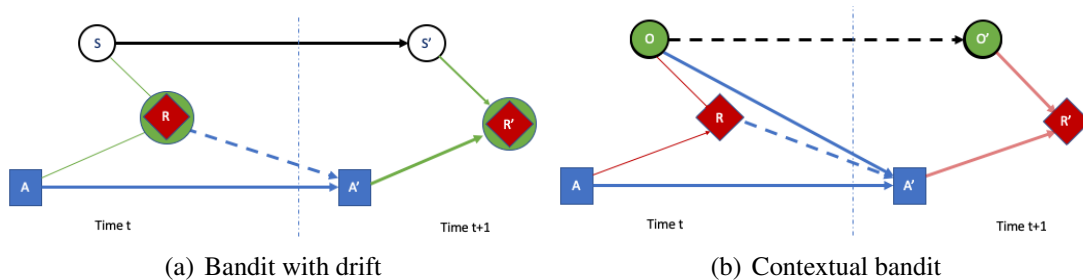 S
S'
R
R'
A
A'
Time t
Time t+1
(a) Bandit with drift
O
O'
R
R'
A
A'
Time t
Time t+1
(b) Contextual bandit